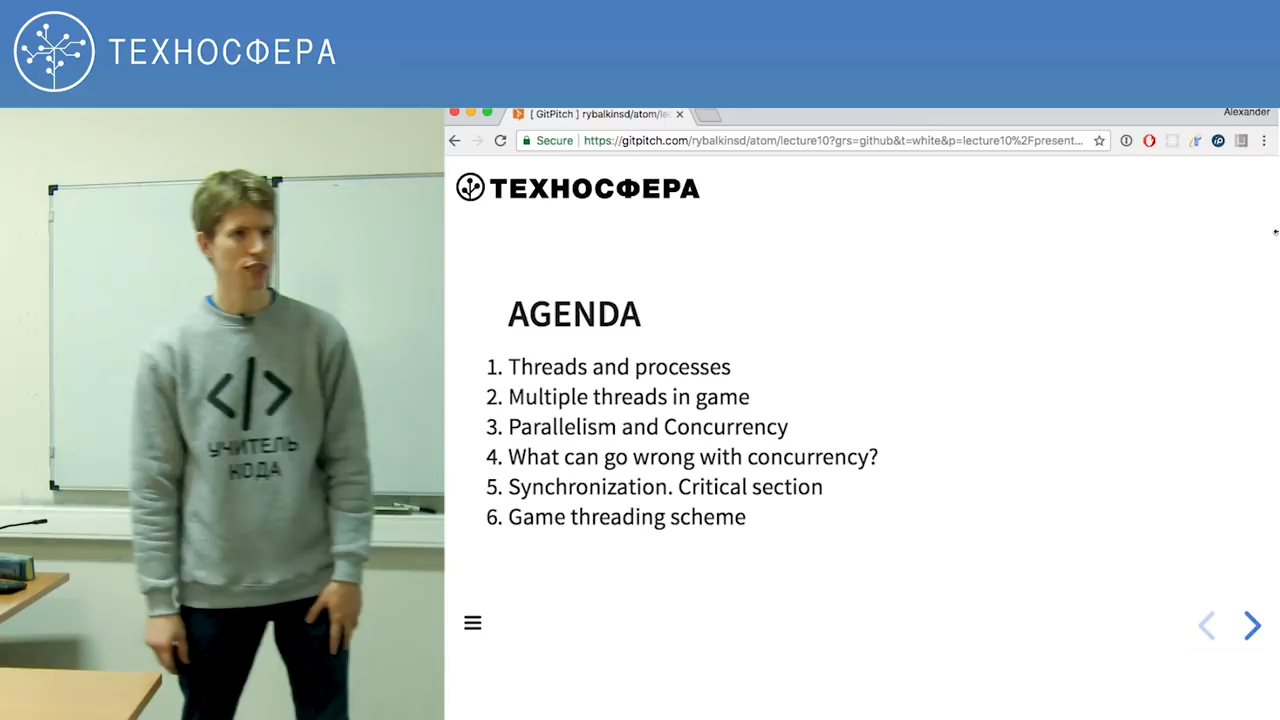 ТЕХНОСФЕРА
[ GitPitch ] rybalkinsd/atom/le
Alexander
Secure
https://gitpitch.com/rybalkinsd/atom/lecture10?grs=github&t=white&p=lecture10%2Fpresent...
ТЕХНОСФЕРА
AGENDA
1. Threads and processes
2. Multiple threads in game
3. Parallelism and Concurrency
4. What can go wrong with concurrency?
5. Synchronization. Critical section
6. Game threading scheme
</>
УЧИТЕЛЬ
КОДА